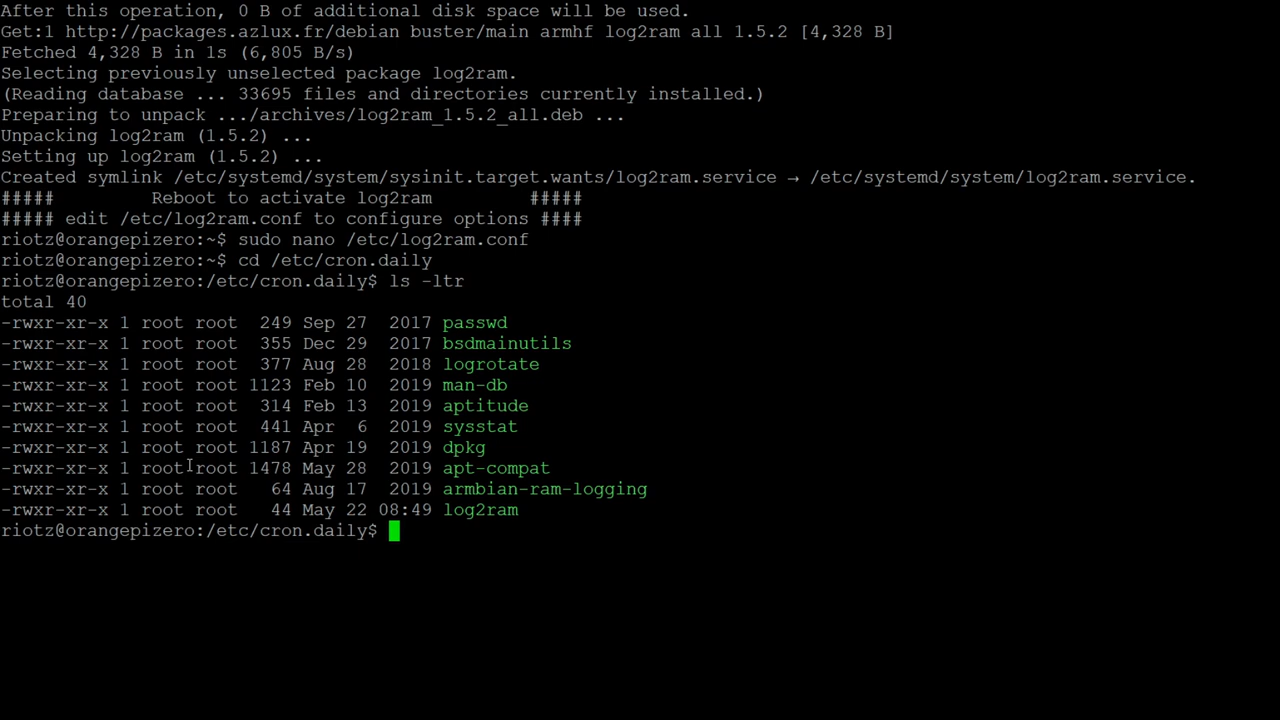 After this operation, 0 B of additional disk space will be used.
Get:1 http://packages.azlux.fr/debian buster/main armhf log2ram all 1.5.2 [4,328 B]
Fetched 4,328 B in 1s (6,805 B/s)
Selecting previously unselected package log2ram.
(Reading database ... 33695 files and directories currently installed.)
Preparing to unpack .../archives/log2ram_1.5.2_all.deb ...
Unpacking log2ram (1.5.2) ...
Setting up log2ram (1.5.2) ...
Created symlink /etc/systemd/system/sysinit.target.wants/log2ram.service → /etc/systemd/system/log2ram.service.
#####         Reboot to activate log2ram         #####
##### edit /etc/log2ram.conf to configure options ####
riotz@orangepizero:~$ sudo nano /etc/log2ram.conf
riotz@orangepizero:~$ cd /etc/cron.daily
riotz@orangepizero:/etc/cron.daily$ ls -ltr
total 40
-rwxr-xr-x 1 root root  249 Sep 27  2017 passwd
-rwxr-xr-x 1 root root  355 Dec 29  2017 bsdmainutils
-rwxr-xr-x 1 root root  377 Aug 28  2018 logrotate
-rwxr-xr-x 1 root root 1123 Feb 10  2019 man-db
-rwxr-xr-x 1 root root  314 Feb 13  2019 aptitude
-rwxr-xr-x 1 root root  441 Apr  6  2019 sysstat
-rwxr-xr-x 1 root root 1187 Apr 19  2019 dpkg
-rwxr-xr-x 1 root root 1478 May 28  2019 apt-compat
-rwxr-xr-x 1 root root   64 Aug 17  2019 armbian-ram-logging
-rwxr-xr-x 1 root root   44 May 22 08:49 log2ram
riotz@orangepizero:/etc/cron.daily$